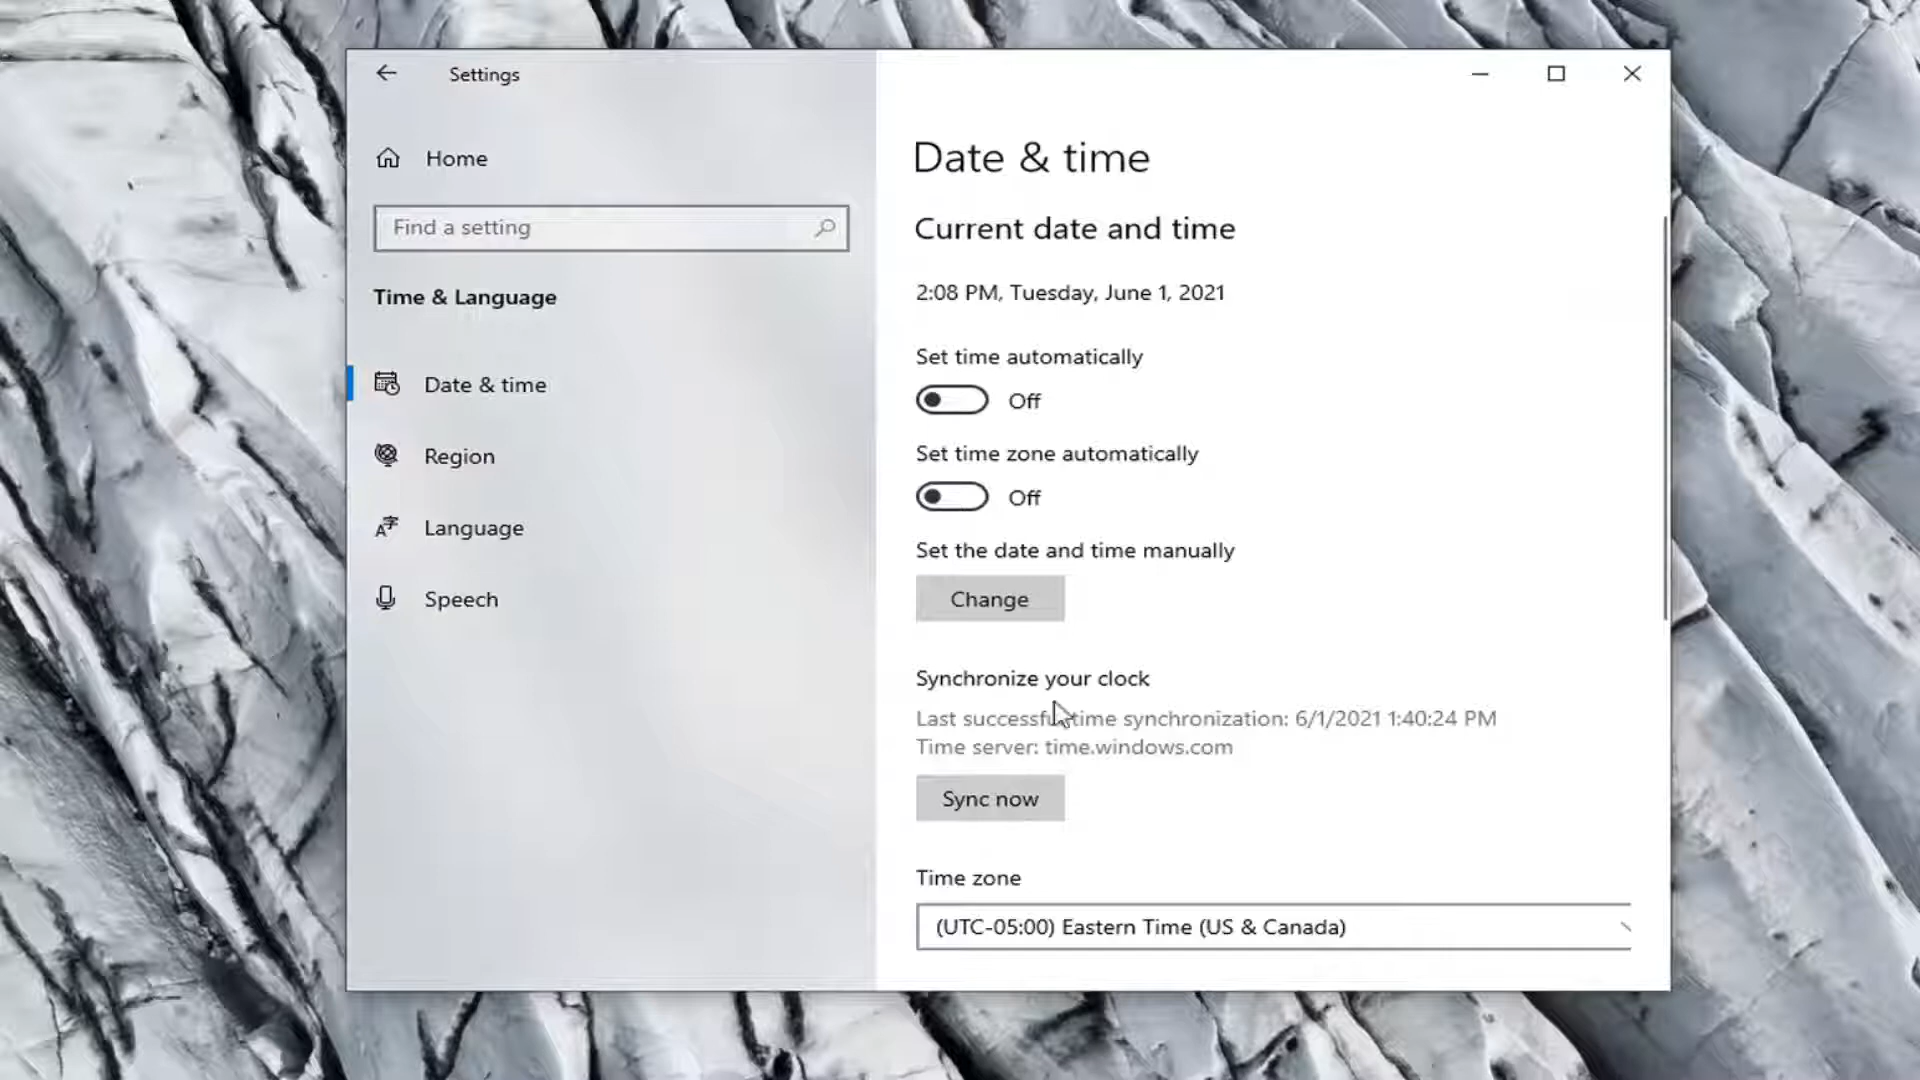 Settings
Home
Find a setting
Time & Language
Date & time
Region
Language
Speech
Date & time
Current date and time
2:08 PM, Tuesday, June 1, 2021
Set time automatically
Off
Set time zone automatically
Off
Set the date and time manually
Change
Synchronize your clock
Last successful time synchronization: 6/1/2021 1:40:24 PM
Time server: time.windows.com
Sync now
Time zone
(UTC-05:00) Eastern Time (US & Canada)